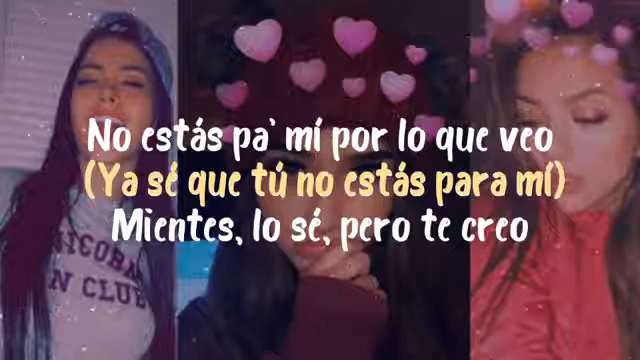 No estás pa' mí por lo que veo
(Ya sé que tú no estás para mí)
Mientes, lo sé, pero te creo
N CLUB